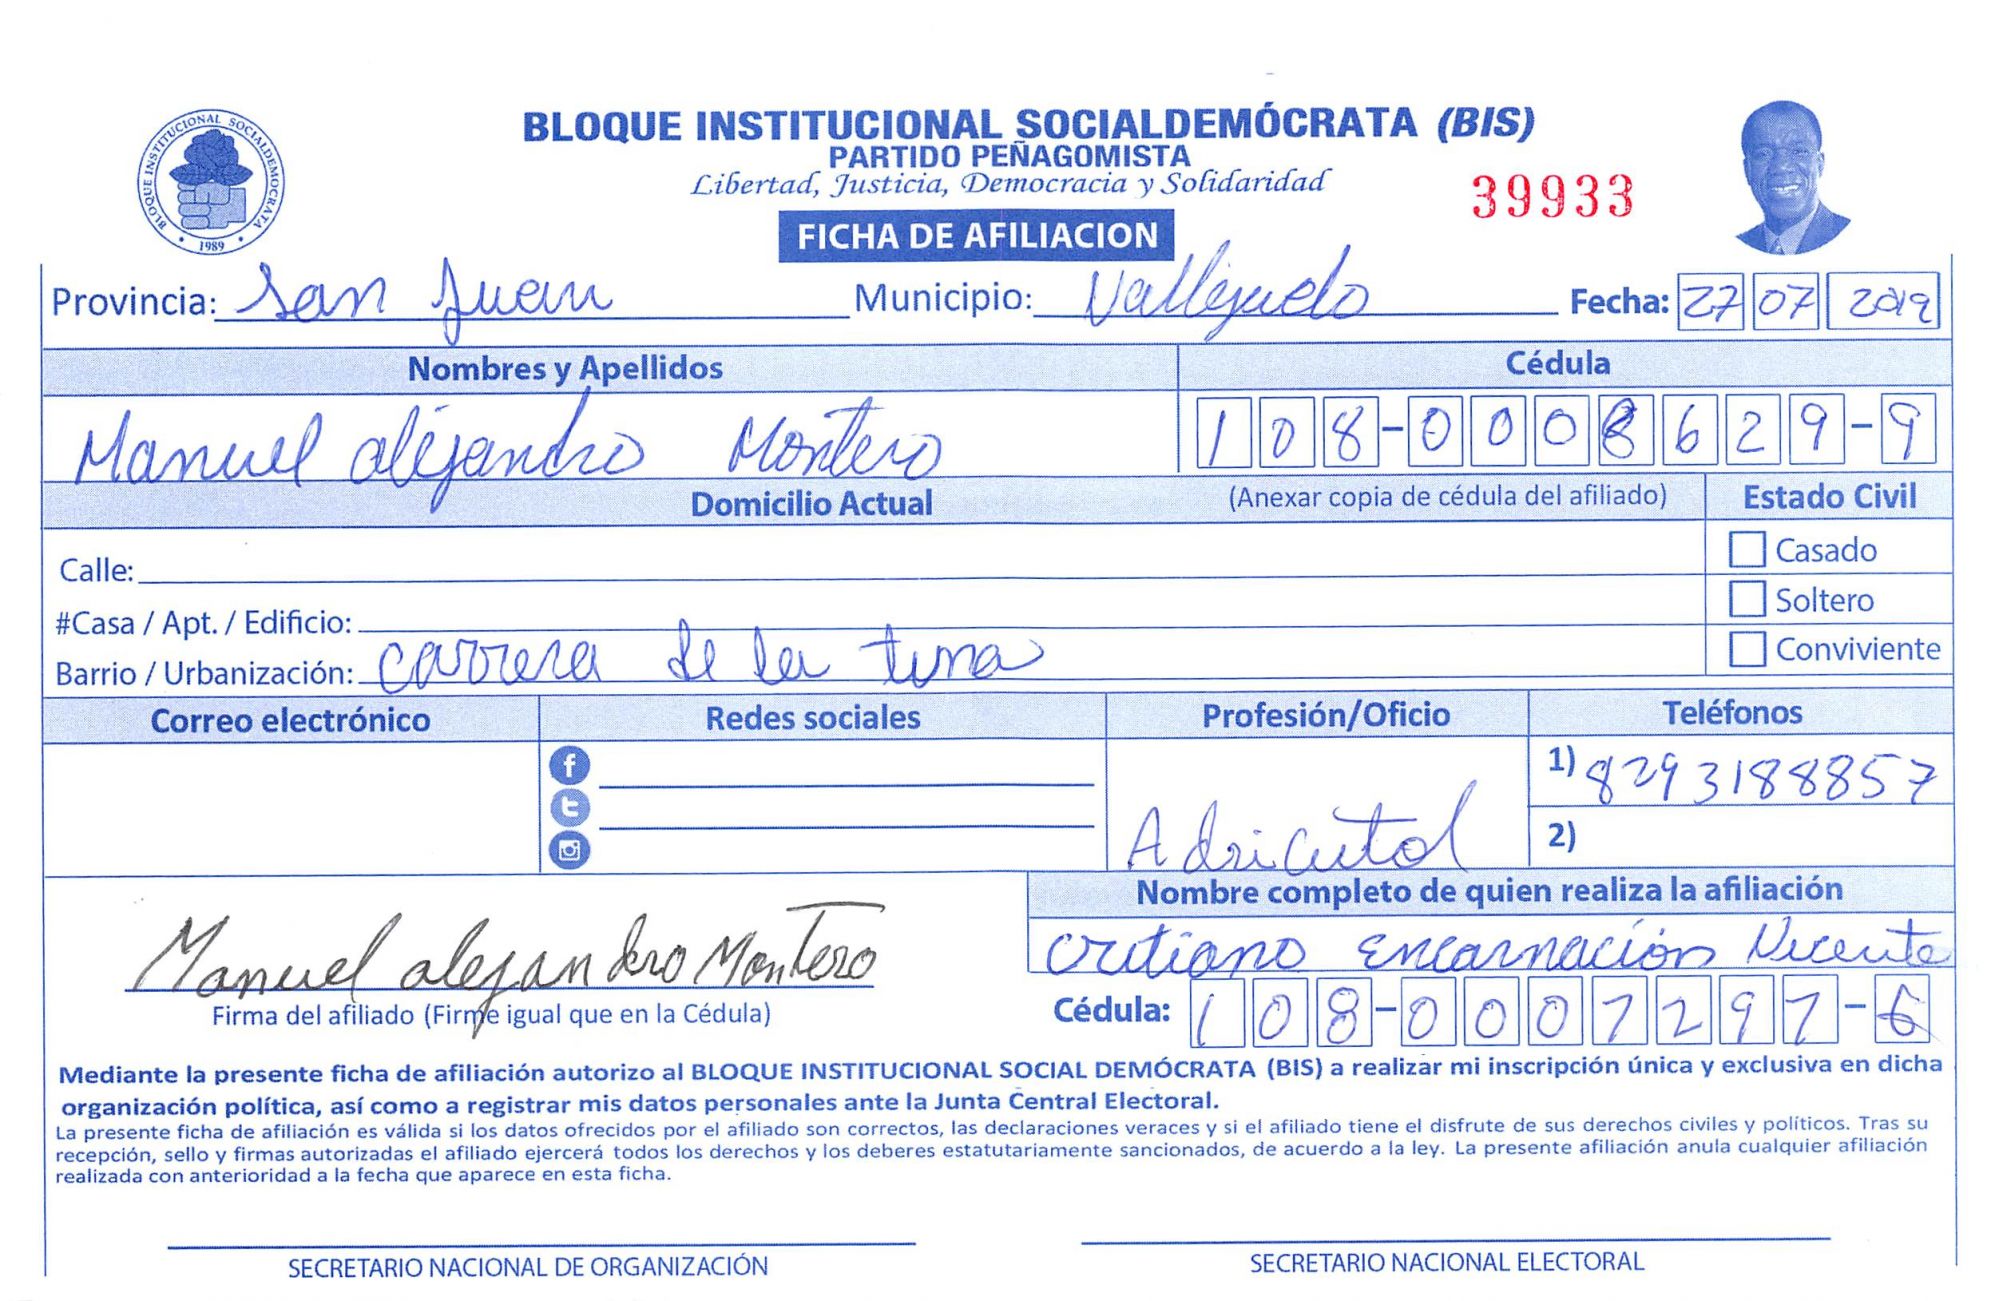 BLOQUE INSTITUCIONAL SOCIALDEMOCRATA
1989
BLOQUE INSTITUCIONAL SOCIALDEMÓCRATA (BIS)
PARTIDO PEÑAGOMISTA
Libertad, Justicia, Democracia y Solidaridad
39933
FICHA DE AFILIACION
Provincia: San Juan Municipio: Vallejuelo Fecha: 27 07 2019
Nombres y Apellidos Cédula
Manuel alejandro Montero 108-0008629-9
Domicilio Actual (Anexar copia de cédula del afiliado) Estado Civil
Calle: Casado
#Casa / Apt. / Edificio: Soltero
Barrio / Urbanización: carrera de la tuna Conviviente
Correo electrónico Redes sociales Profesión/Oficio Teléfonos
1) 8293188857
Adricutol 2)
Nombre completo de quien realiza la afiliación
Manuel alejandro Montero critiano Encarnación Vicente
Firma del afiliado (Firme igual que en la Cédula) Cédula: 108-0007297-6
Mediante la presente ficha de afiliación autorizo al BLOQUE INSTITUCIONAL SOCIAL DEMÓCRATA (BIS) a realizar mi inscripción única y exclusiva en dicha
organización política, así como a registrar mis datos personales ante la Junta Central Electoral.
La presente ficha de afiliación es válida si los datos ofrecidos por el afiliado son correctos, las declaraciones veraces y si el afiliado tiene el disfrute de sus derechos civiles y políticos. Tras su
recepción, sello y firmas autorizadas el afiliado ejercerá todos los derechos y los deberes estatutariamente sancionados, de acuerdo a la ley. La presente afiliación anula cualquier afiliación
realizada con anterioridad a la fecha que aparece en esta ficha.
SECRETARIO NACIONAL DE ORGANIZACIÓN SECRETARIO NACIONAL ELECTORAL